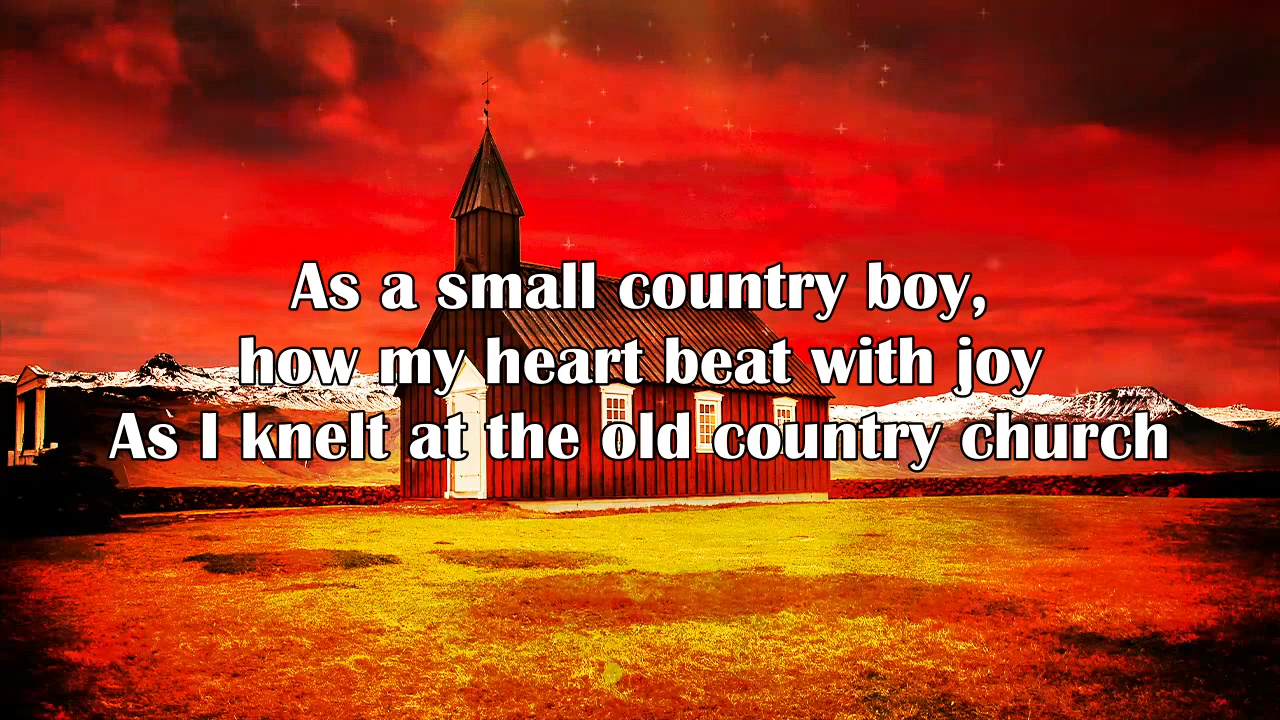 As a small country boy,
how my heart beat with joy
As I knelt at the old country church